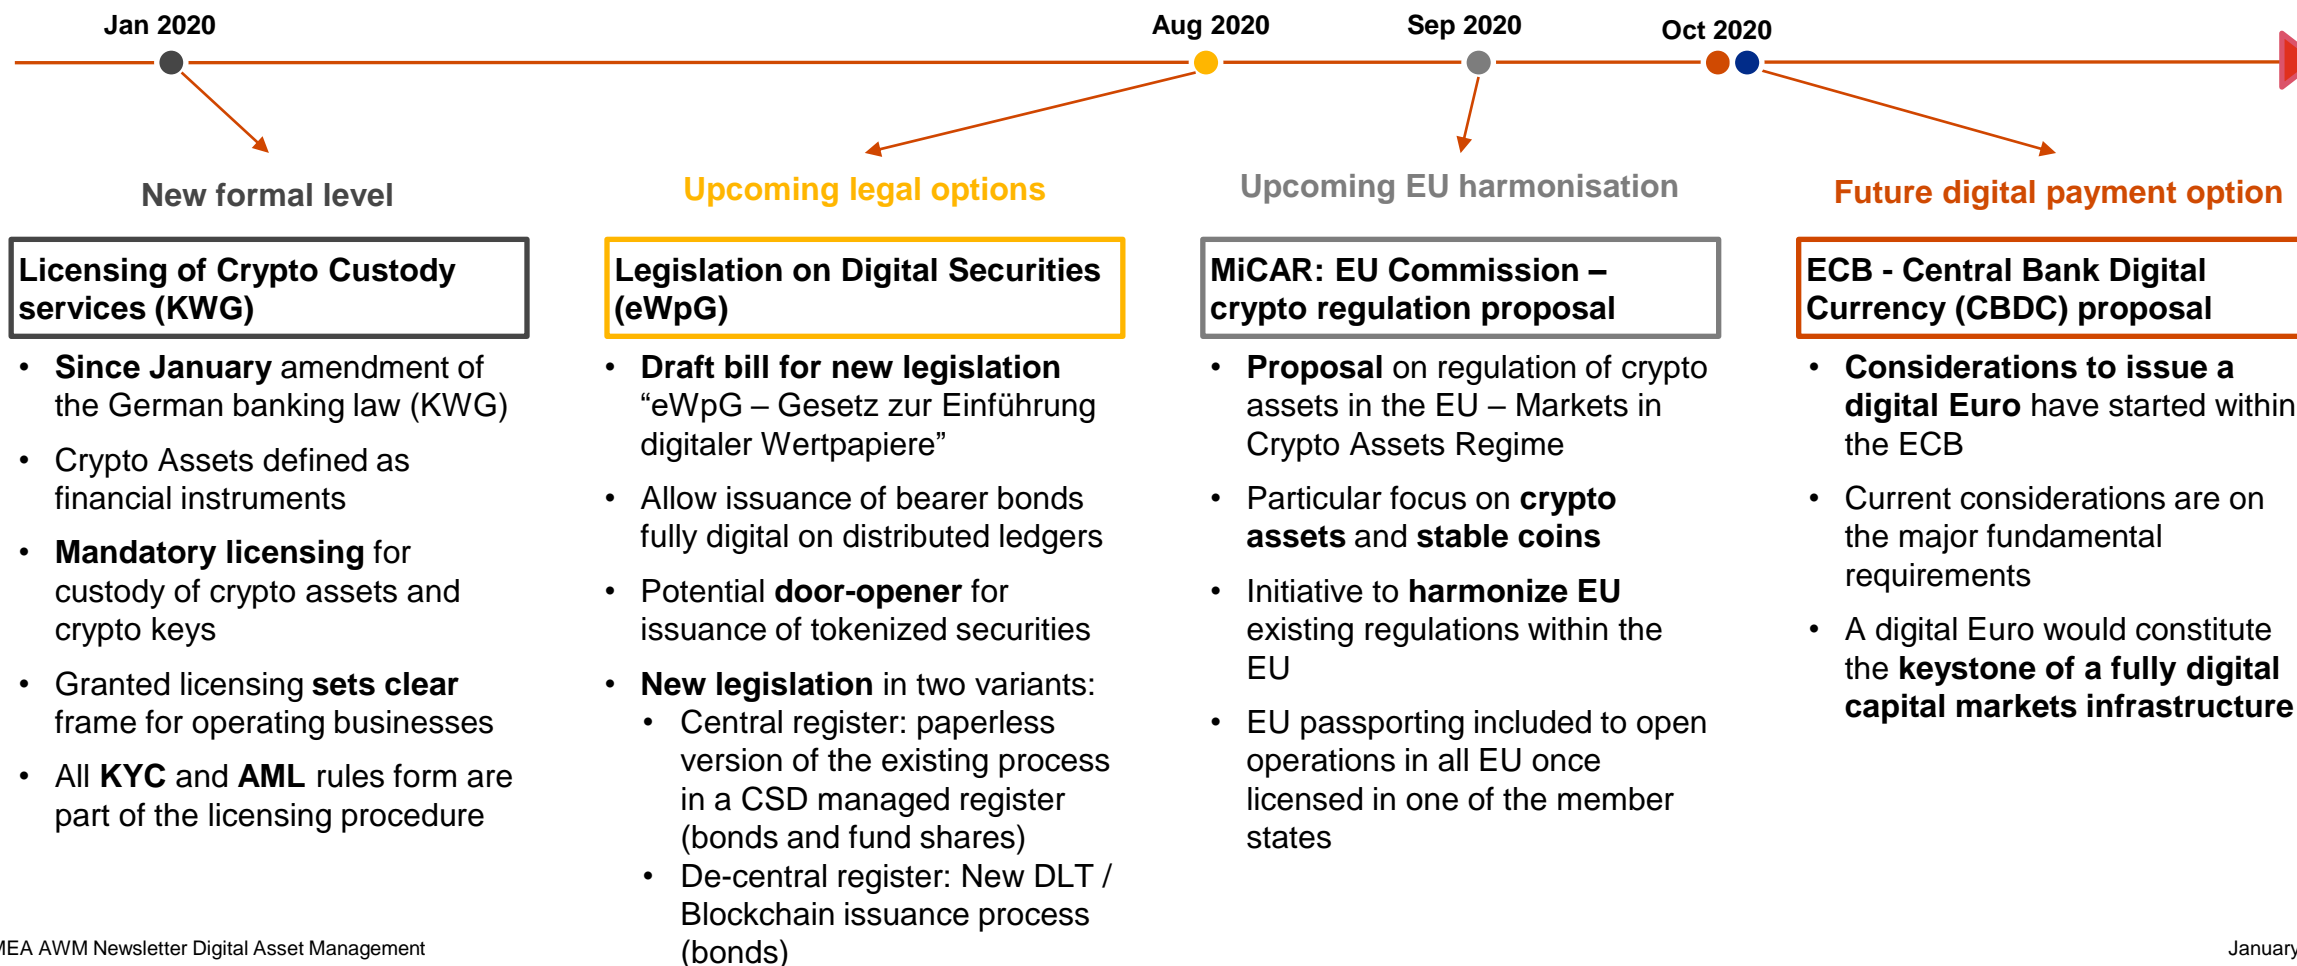 Jan 2020
Aug 2020
Sep 2020
Oct 2020
New formal level
Licensing of Crypto Custody
services (KWG)
• Since January amendment of
the German banking law (KWG)
• Crypto Assets defined as
financial instruments
• Mandatory licensing for
custody of crypto assets and
crypto keys
• Granted licensing sets clear
frame for operating businesses
• All KYC and AML rules form are
part of the licensing procedure
Upcoming legal options
Legislation on Digital Securities
(eWpG)
• Draft bill for new legislation
“eWpG – Gesetz zur Einführung
digitaler Wertpapiere”
• Allow issuance of bearer bonds
fully digital on distributed ledgers
• Potential door-opener for
issuance of tokenized securities
• New legislation in two variants:
• Central register: paperless
version of the existing process
in a CSD managed register
(bonds and fund shares)
• De-central register: New DLT /
Blockchain issuance process
(bonds)
Upcoming EU harmonisation
MiCAR: EU Commission –
crypto regulation proposal
• Proposal on regulation of crypto
assets in the EU – Markets in
Crypto Assets Regime
• Particular focus on crypto
assets and stable coins
• Initiative to harmonize EU
existing regulations within the
EU
• EU passporting included to open
operations in all EU once
licensed in one of the member
states
Future digital payment option
ECB - Central Bank Digital
Currency (CBDC) proposal
• Considerations to issue a
digital Euro have started within
the ECB
• Current considerations are on
the major fundamental
requirements
• A digital Euro would constitute
the keystone of a fully digital
capital markets infrastructure
MEA AWM Newsletter Digital Asset Management
January